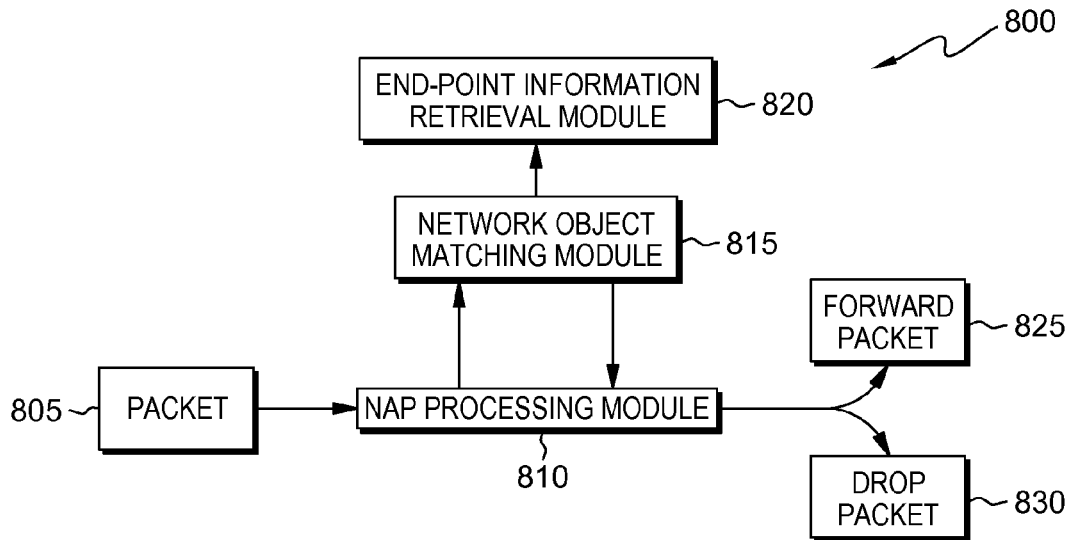 800
END-POINT INFORMATION
RETRIEVAL MODULE
820
NETWORK OBJECT
MATCHING MODULE
815
FORWARD
PACKET
825
805
PACKET
NAP PROCESSING MODULE
810
DROP
PACKET
830